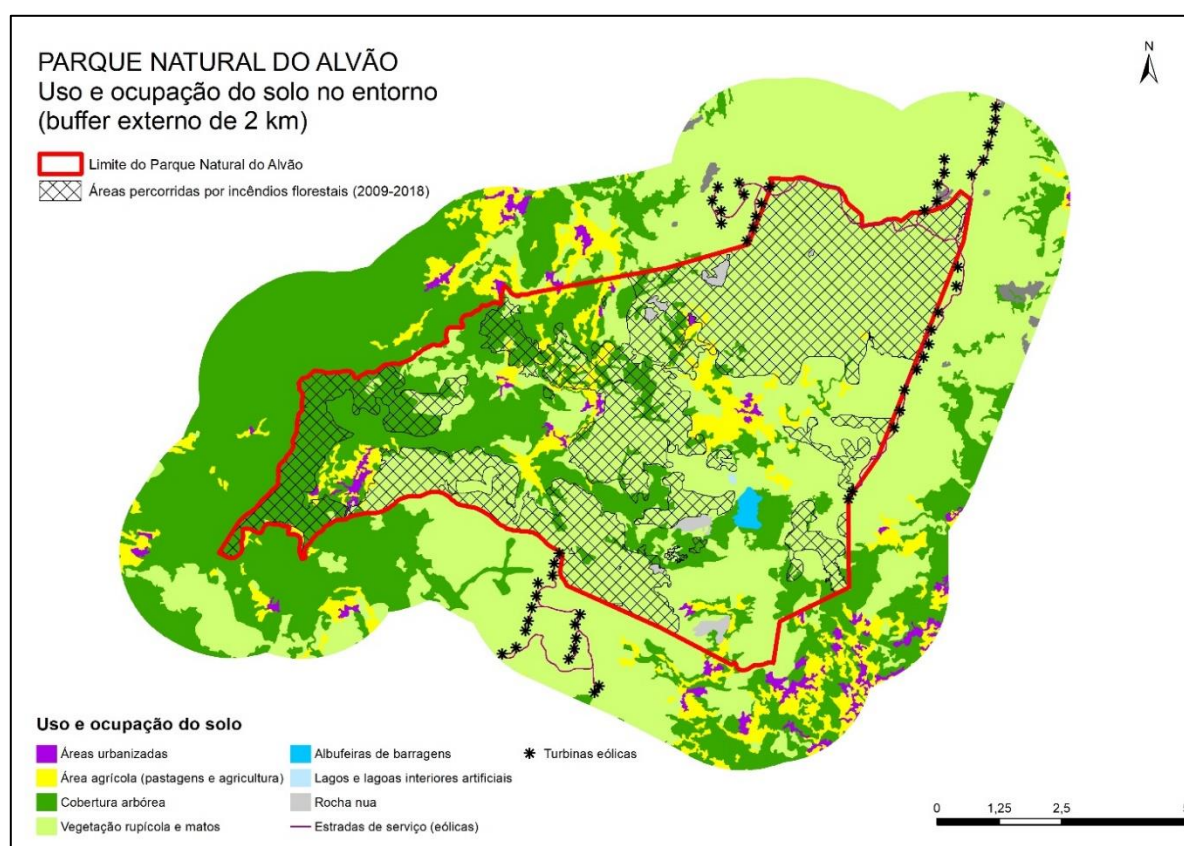 PARQUE NATURAL DO ALVÃO
Uso e ocupação do solo no entorno
(buffer externo de 2 km)
Limite do Parque Natural do Alvão
Áreas percorridas por incêndios florestais (2009-2018)
N
Uso e ocupação do solo
Áreas urbanizadas
Área agrícola (pastagens e agricultura)
Cobertura arbórea
Vegetação rupícola e matos
Albufeiras de barragens
Lagos e lagoas interiores artificiais
Rocha nua
Estradas de serviço (eólicas)
Turbinas eólicas
0 1,25 2,5